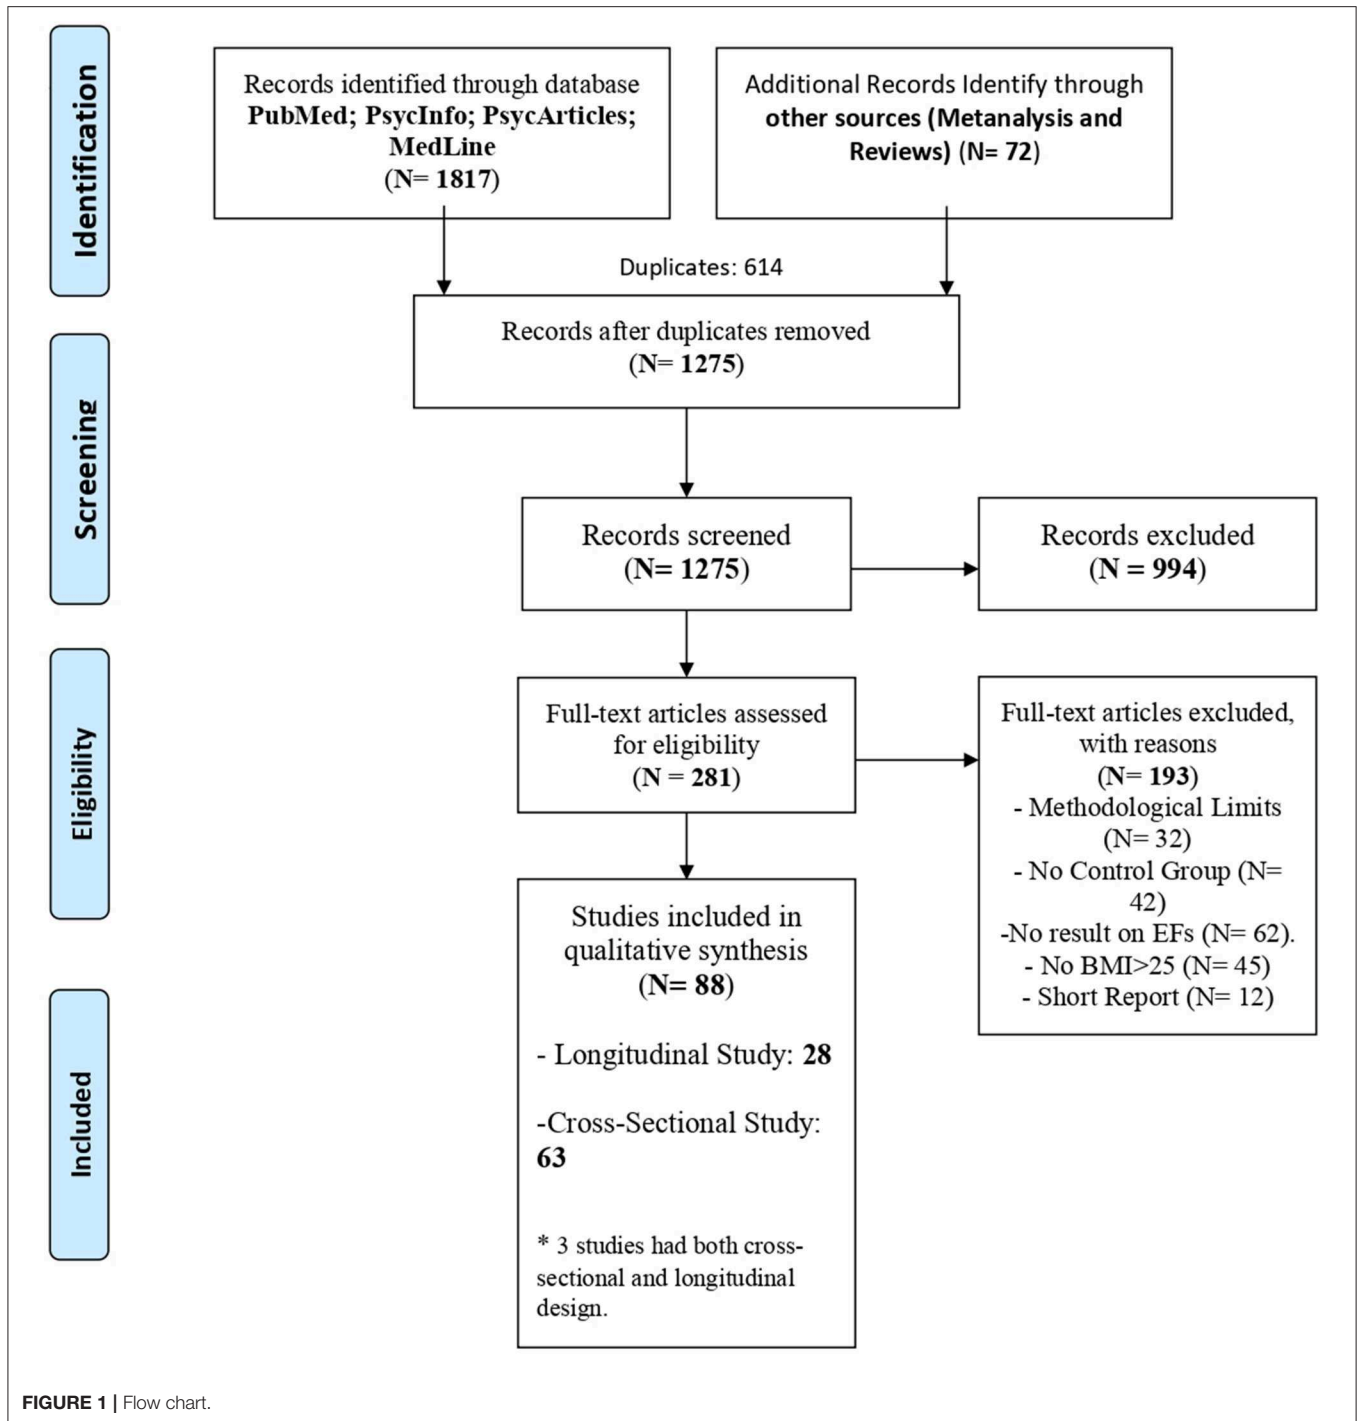 Identification
Records identified through database
PubMed; PsycInfo; PsycArticles;
MedLine
(N= 1817)
Additional Records Identify through
other sources (Metanalysis and
Reviews) (N= 72)
Duplicates: 614
Records after duplicates removed
(N= 1275)
Screening
Records screened
(N= 1275)
Records excluded
(N = 994)
Eligibility
Full-text articles assessed
for eligibility
(N = 281)
Full-text articles excluded,
with reasons
(N= 193)
- Methodological Limits
(N= 32)
- No Control Group (N=
42)
-No result on EFs (N= 62).
- No BMI>25 (N= 45)
- Short Report (N= 12)
Included
Studies included in
qualitative synthesis
(N= 88)
- Longitudinal Study: 28
-Cross-Sectional Study:
63
* 3 studies had both cross-
sectional and longitudinal
design.
FIGURE 1 | Flow chart.